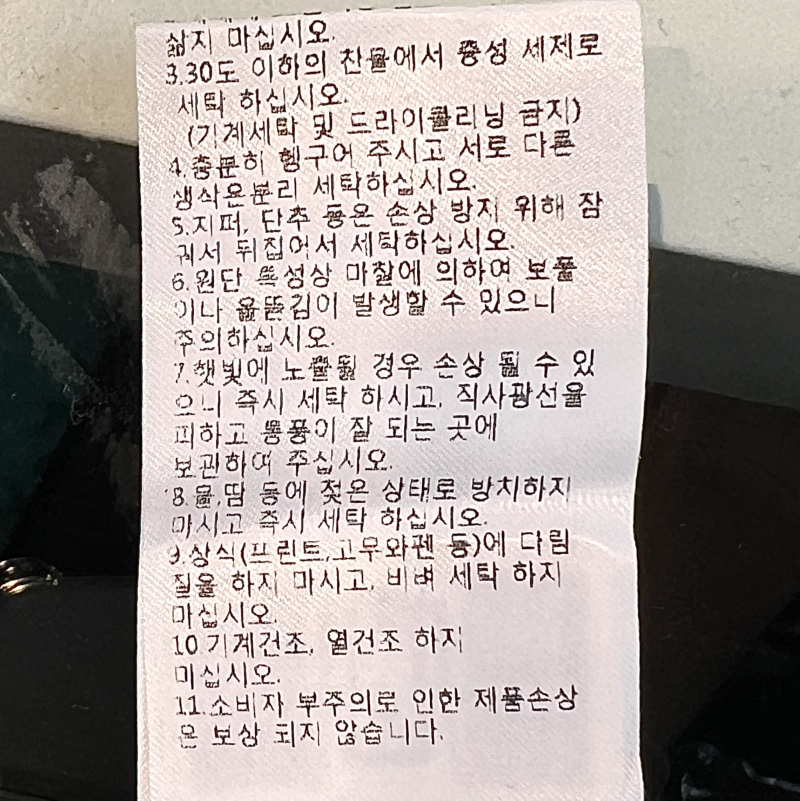 삶지 마십시오.
3.30도 이하의 찬물에서 중성 세제로
세탁 하십시오.
(기계세탁 및 드라이클리닝 금지)
4.충분히 헹구어 주시고 서로 다른
생삭은분리 세탁하십시오.
5.지퍼, 단추 등은 손상 방지 위해 잠
궈서 뒤집어서 세탁하십시오.
6.원단 특성상 마찰에 의하여 보풀
이나 올뜯김이 발생할 수 있으니
주의하십시오.
7.햇빛에 노출될 경우 손상 될 수 있
으니 즉시 세탁 하시고, 직사광선을
피하고 통풍이 잘 되는 곳에
보관하여 주십시오.
8.물,땀 등에 젖은 상태로 방치하지
마시고 즉시 세탁 하십시오.
9.장식(프린트,고무와펜 등)에 다림
질을 하지 마시고, 비벼 세탁 하지
마십시오.
10 기계건조, 열건조 하지
마십시오.
11.소비자 부주의로 인한 제품손상
은 보상 되지 않습니다.